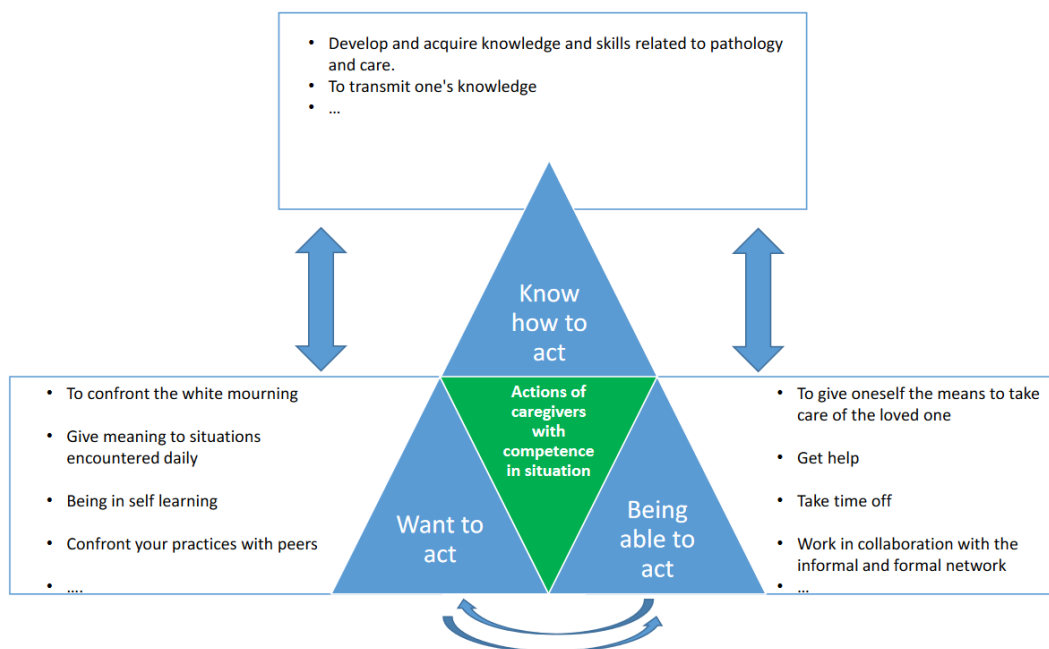 • Develop and acquire knowledge and skills related to pathology
and care.
• To transmit one's knowledge
• …
Know
how to
act
• To confront the white mourning
• Give meaning to situations
encountered daily
• Being in self learning
• Confront your practices with peers
• ….
Actions of
caregivers
with
competence
in situation
Want to
act
Being
able to
act
• To give oneself the means to take
care of the loved one
• Get help
• Take time off
• Work in collaboration with the
informal and formal network
• …